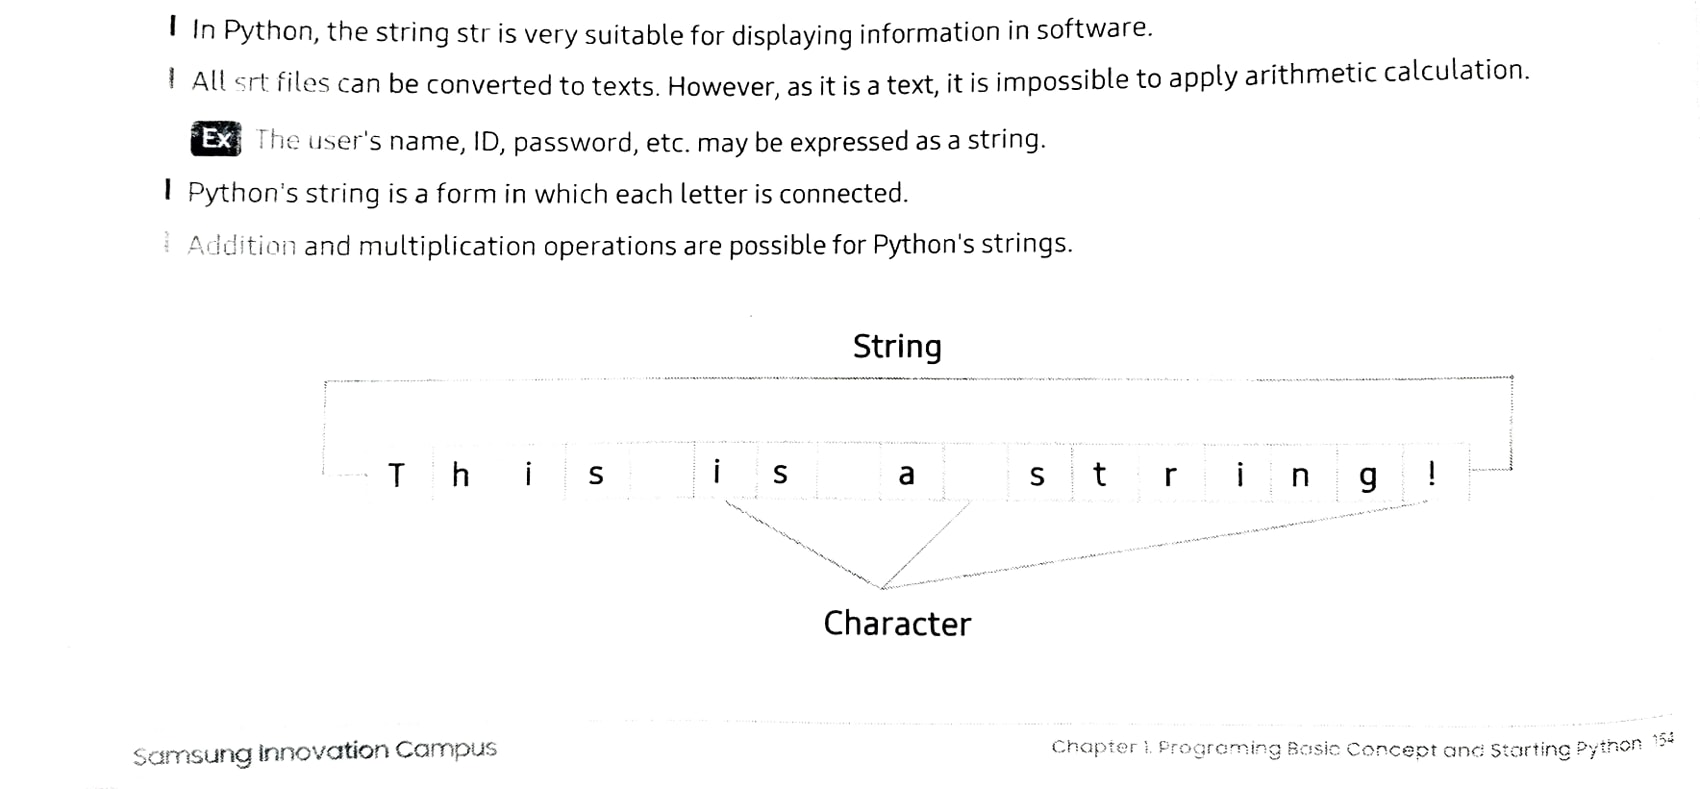 In Python, the string str is very suitable for displaying information in software.
All srt files can be converted to texts. However, as it is a text, it is impossible to apply arithmetic calculation.
Ex The user's name, ID, password, etc. may be expressed as a string.
Python's string is a form in which each letter is connected.
Addition and multiplication operations are possible for Python's strings.
String
T h i s i s a s t r i n g !
Character
Samsung Innovation Campus
Chapter 1. Programing Basic Concept and Starting Python 154